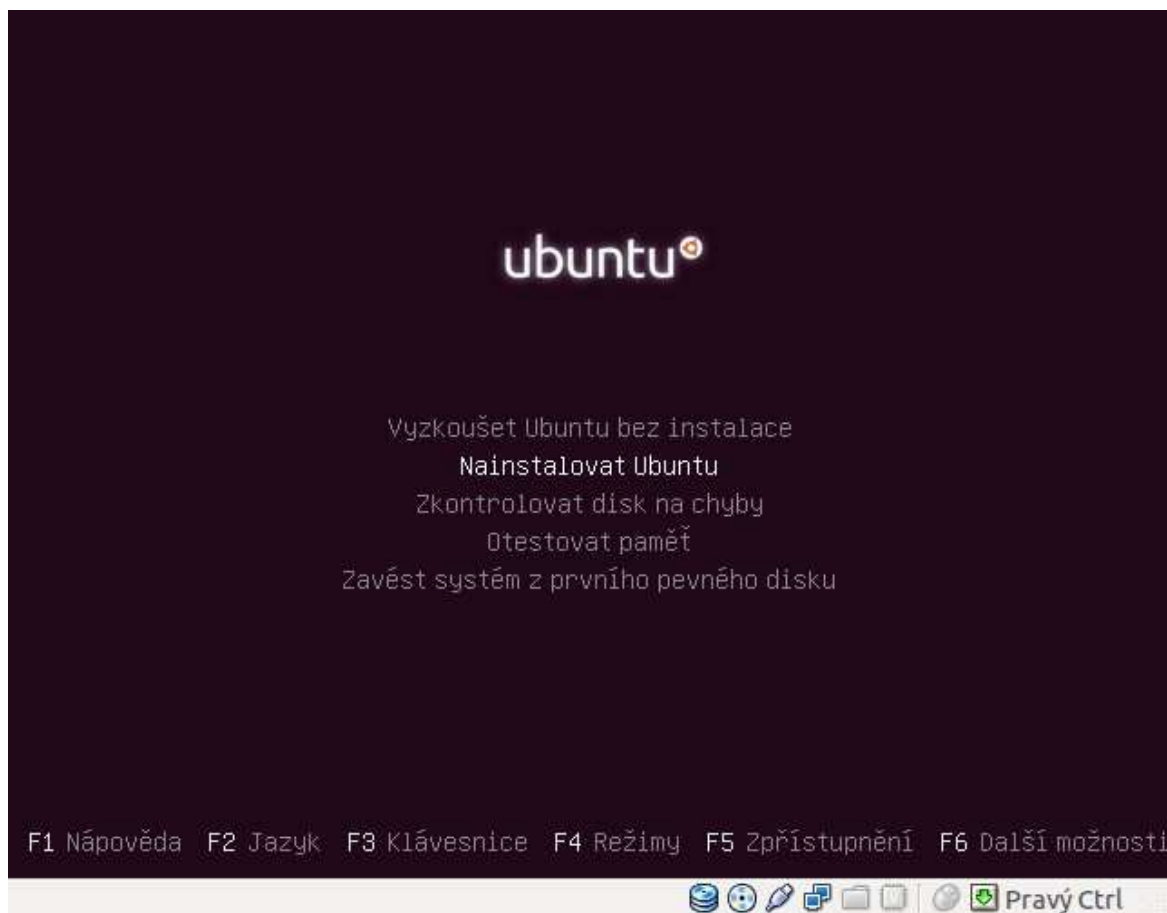 ubuntu
Vyzkoušet Ubuntu bez instalace
Nainstalovat Ubuntu
Zkontrolovat disk na chyby
Otestovat paměť
Zavést systém z prvního pevného disku
F1 Nápověda F2 Jazyk F3 Klávesnice F4 Režimy F5 Zpřístupnění F6 Další možnosti
Pravý Ctrl